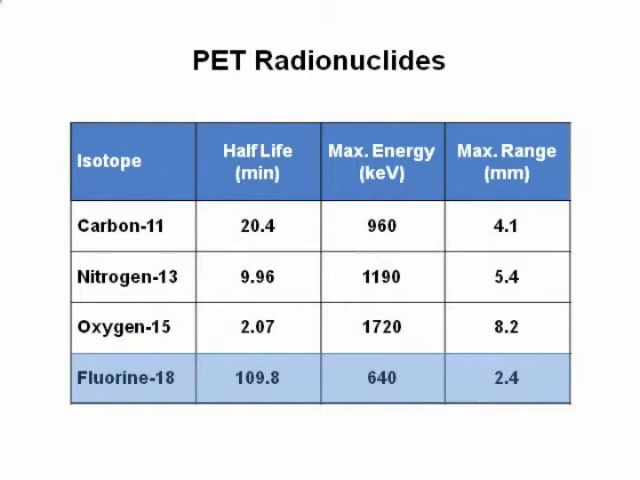 PET Radionuclides
Isotope Half Life (min) Max. Energy (keV) Max. Range (mm)
Carbon-11 20.4 960 4.1
Nitrogen-13 9.96 1190 5.4
Oxygen-15 2.07 1720 8.2
Fluorine-18 109.8 640 2.4